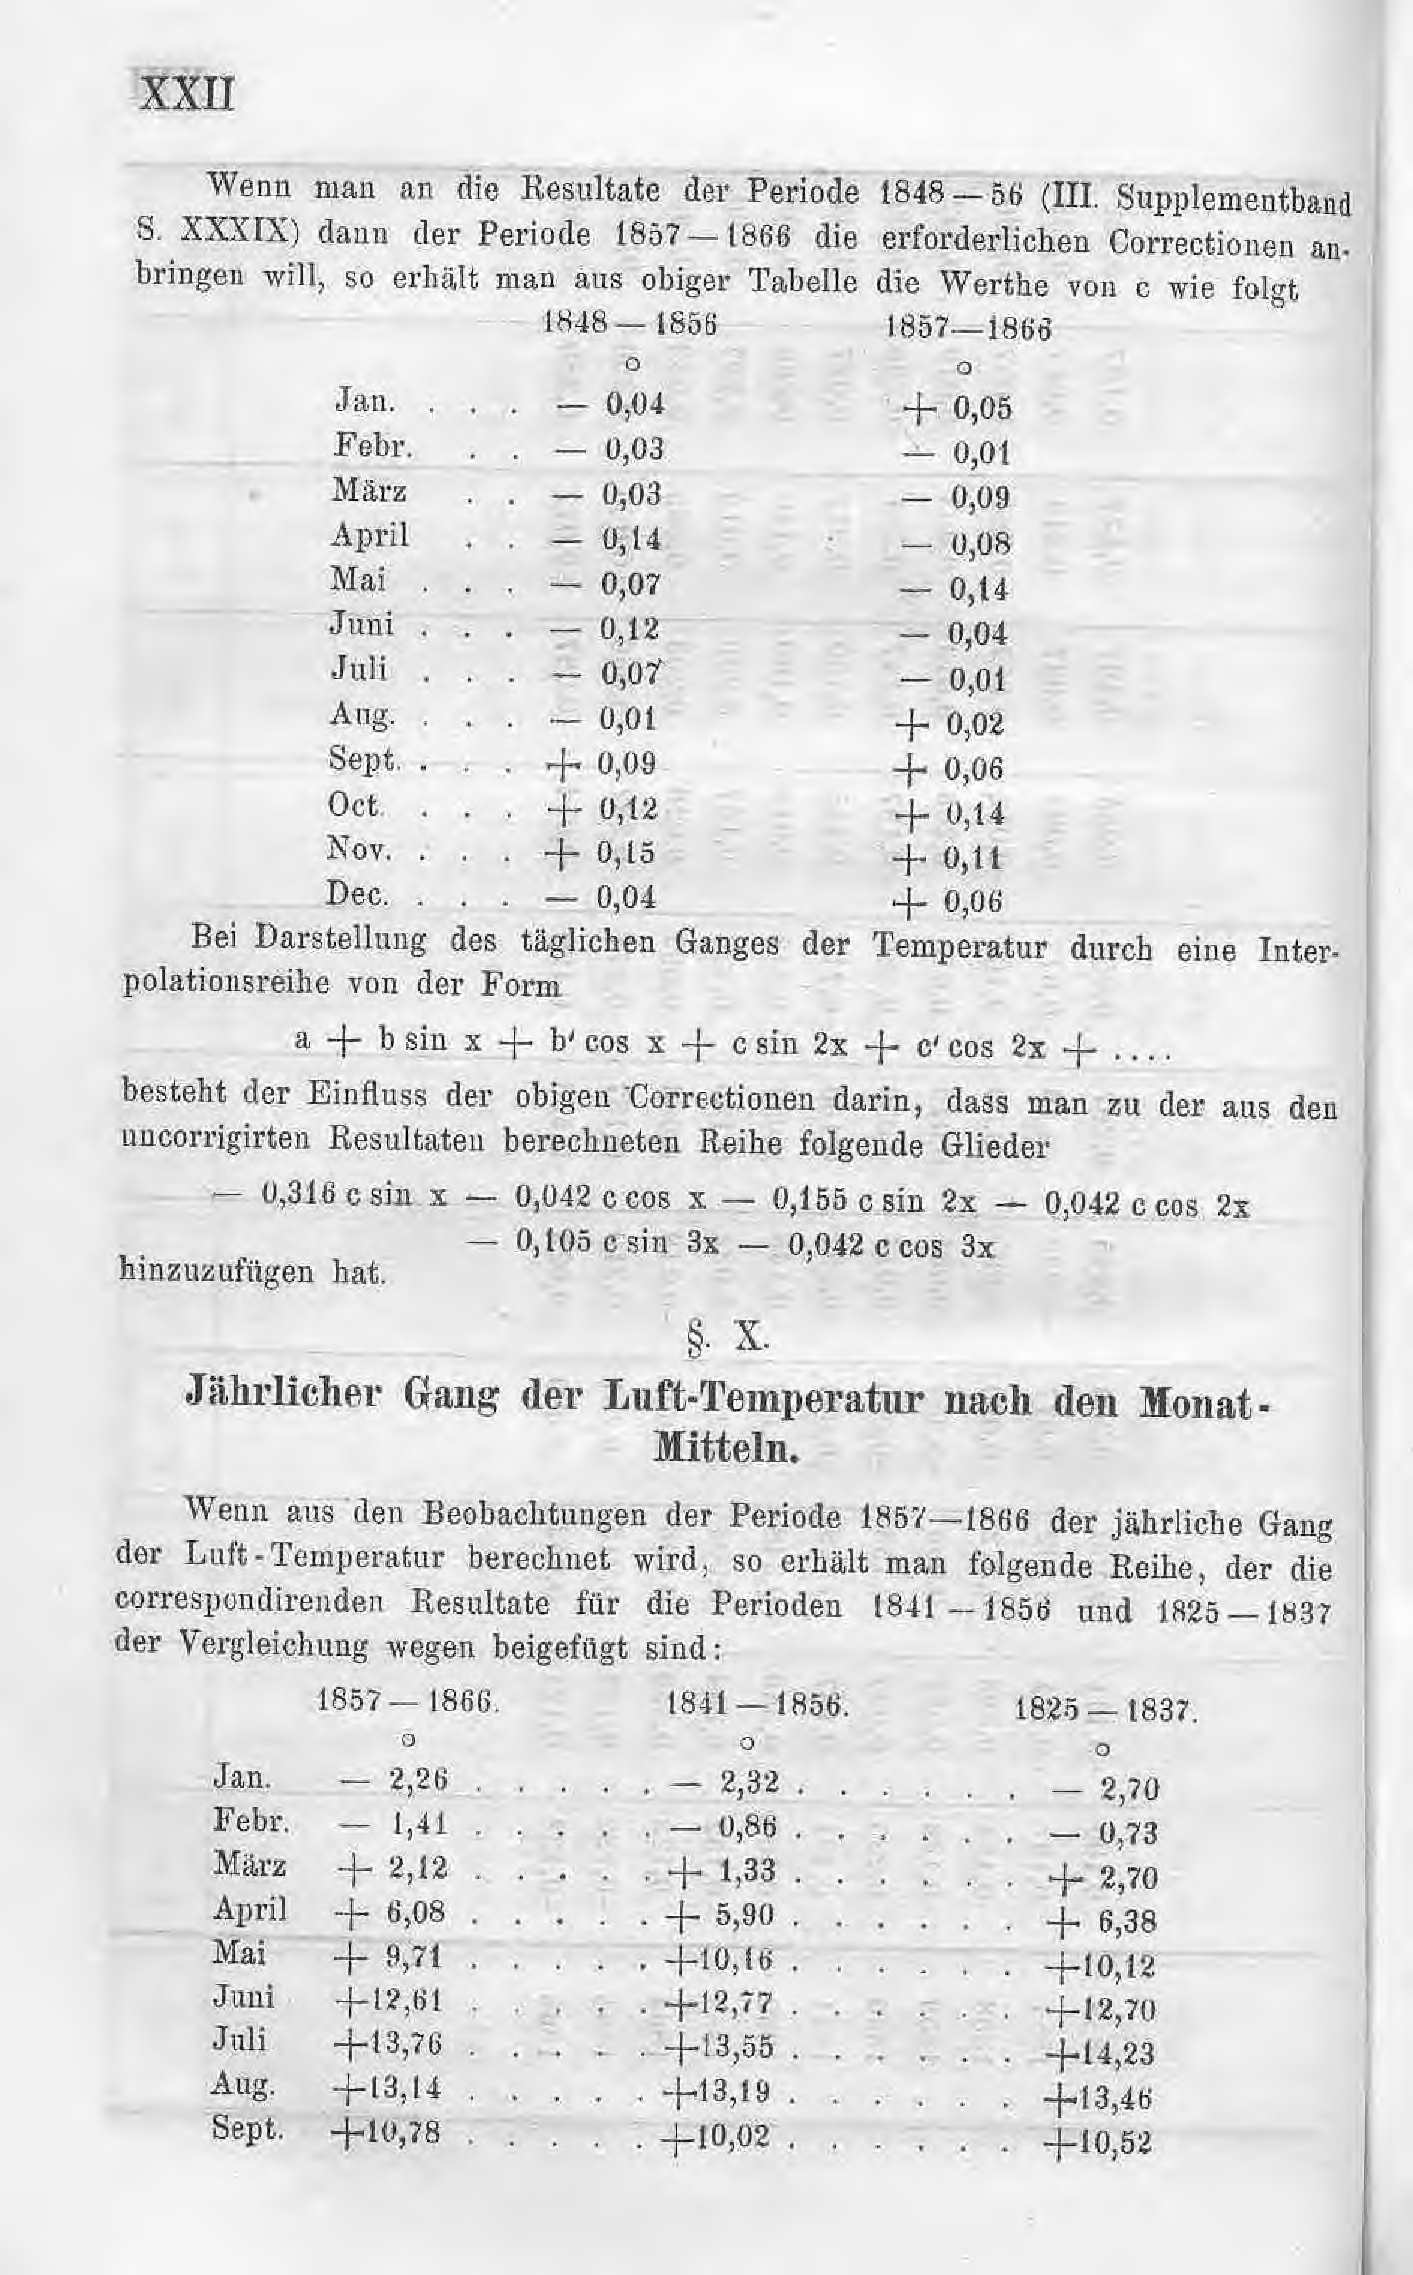 XXII
Wenn man an die Resultate der Periode 1848 — 56 (III. Supplementband
S. XXXIX) dann der Periode 1857 — 1866 die erforderlichen Correctionen an-
bringen will, so erhält man aus obiger Tabelle die Werthe von c wie folgt
1848 — 1856 1857—1866
o o
Jan. . . . — 0,04 + 0,05
Febr. . . — 0,03 — 0,01
März . . — 0,03 — 0,09
April . . — 0,14 — 0,08
Mai . . . — 0,07 — 0,14
Juni . . . — 0,12 — 0,04
Juli . . . — 0,07 — 0,01
Aug. . . . — 0,01 + 0,02
Sept. . . . + 0,09 + 0,06
Oct. . . . + 0,12 + 0,14
Nov. . . . + 0,15 + 0,11
Dec. . . . — 0,04 + 0,06
Bei Darstellung des täglichen Ganges der Temperatur durch eine Inter-
polationsreihe von der Form
a + b sin x + b' cos x + c sin 2x + c' cos 2x + ....
besteht der Einfluss der obigen Correctionen darin, dass man zu der aus den
uncorrigirten Resultaten berechneten Reihe folgende Glieder
— 0,316 c sin x — 0,042 c cos x — 0,155 c sin 2x — 0,042 c cos 2x
— 0,105 c sin 3x — 0,042 c cos 3x
hinzuzufügen hat.
§. X.
Jährlicher Gang der Luft-Temperatur nach den Monat-
Mitteln.
Wenn aus den Beobachtungen der Periode 1857—1866 der jährliche Gang
der Luft-Temperatur berechnet wird, so erhält man folgende Reihe, der die
correspondirenden Resultate für die Perioden 1841 — 1856 und 1825 — 1837
der Vergleichung wegen beigefügt sind:
1857 — 1866. 1841 — 1856. 1825 — 1837.
o o o
Jan. — 2,26 . . . . . — 2,32 . . . . . . — 2,70
Febr. — 1,41 . . . . . — 0,86 . . . . . . — 0,73
März + 2,12 . . . . . + 1,33 . . . . . . + 2,70
April + 6,08 . . . . . + 5,90 . . . . . . + 6,38
Mai + 9,71 . . . . . +10,16 . . . . . . +10,12
Juni +12,61 . . . . . +12,77 . . . . . . +12,70
Juli +13,76 . . . . . +13,55 . . . . . . +14,23
Aug. +13,14 . . . . . +13,19 . . . . . . +13,46
Sept. +10,78 . . . . . +10,02 . . . . . . +10,52